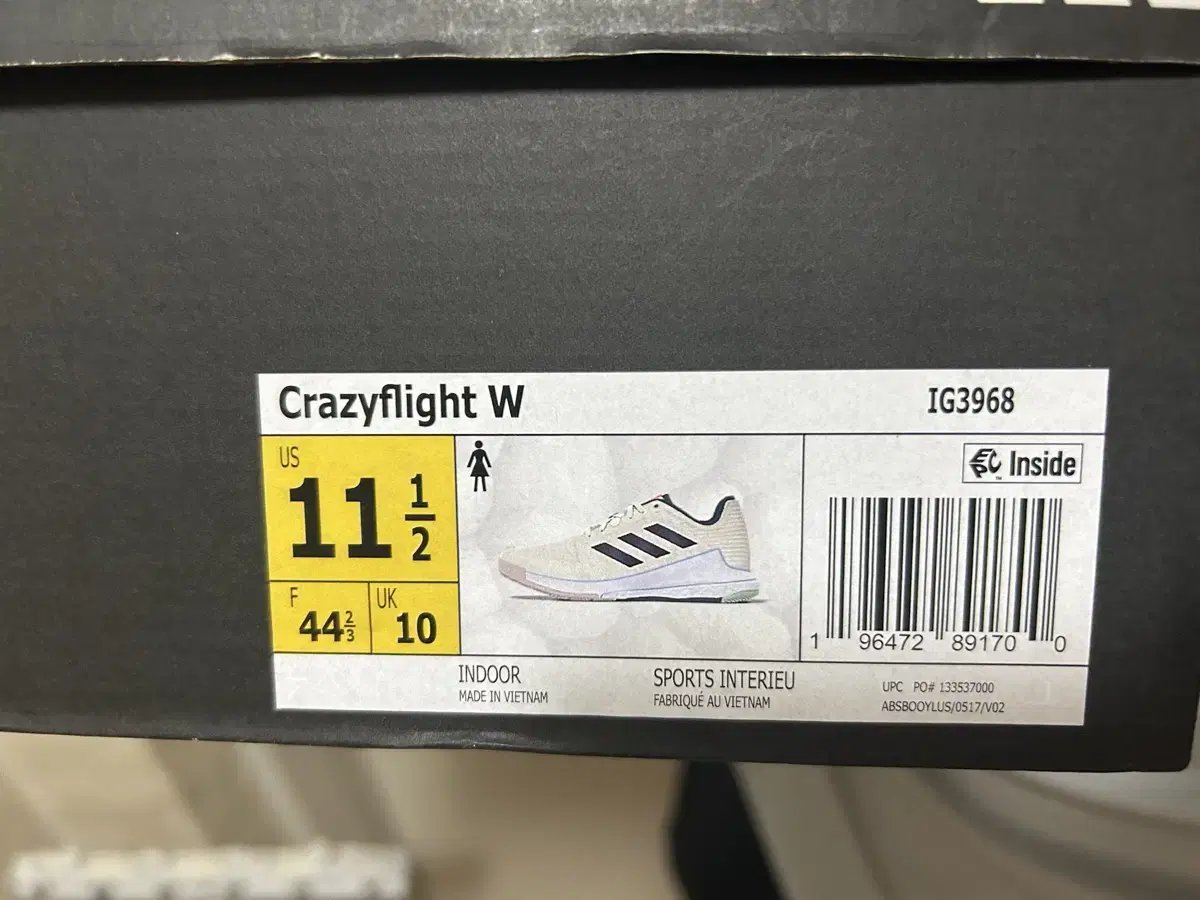 Crazyflight W
IG3968
US
11 1/2
F
44 2/3
UK
10
Inside
1 96472 89170 0
INDOOR
MADE IN VIETNAM
SPORTS INTERIEU
FABRIQUÉ AU VIETNAM
UPC PO# 133537000
ABSBOOYLUS/0517/V02